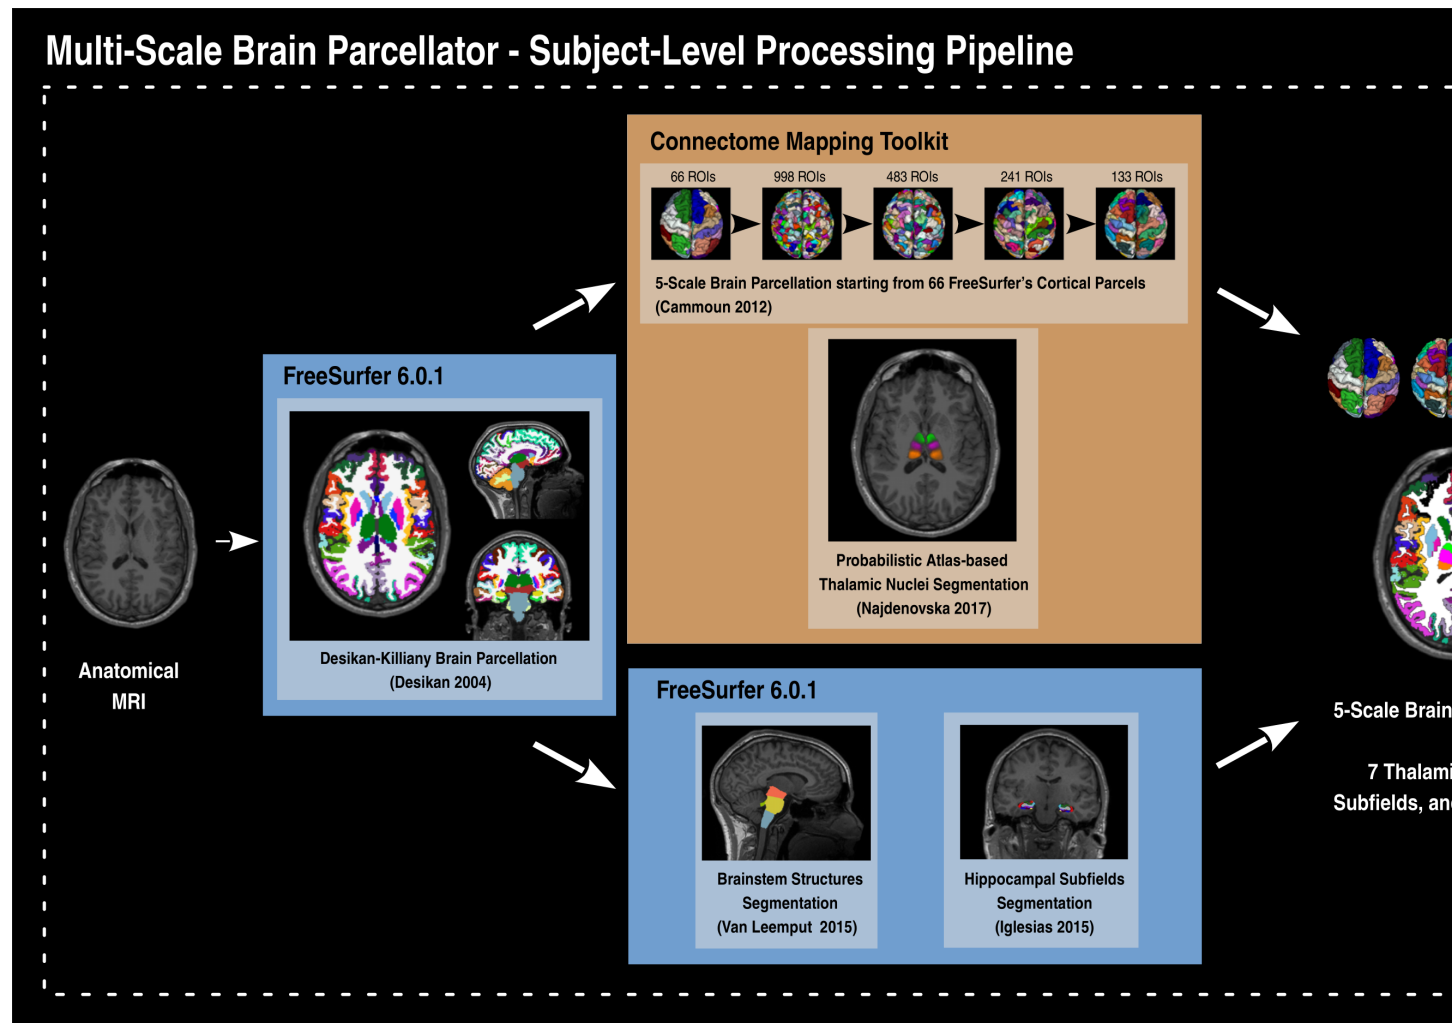 Multi-Scale Brain Parcellator - Subject-Level Processing Pipeline
Connectome Mapping Toolkit
66 ROIs
998 ROIs
483 ROIs
241 ROIs
133 ROIs
5-Scale Brain Parcellation starting from 66 FreeSurfer's Cortical Parcels
(Cammoun 2012)
Probabilistic Atlas-based
Thalamic Nuclei Segmentation
(Najdenovska 2017)
FreeSurfer 6.0.1
Desikan-Killiany Brain Parcellation
(Desikan 2004)
Anatomical
MRI
FreeSurfer 6.0.1
Brainstem Structures
Segmentation
(Van Leemput 2015)
Hippocampal Subfields
Segmentation
(Iglesias 2015)
5-Scale Brain
7 Thalami
Subfields, an